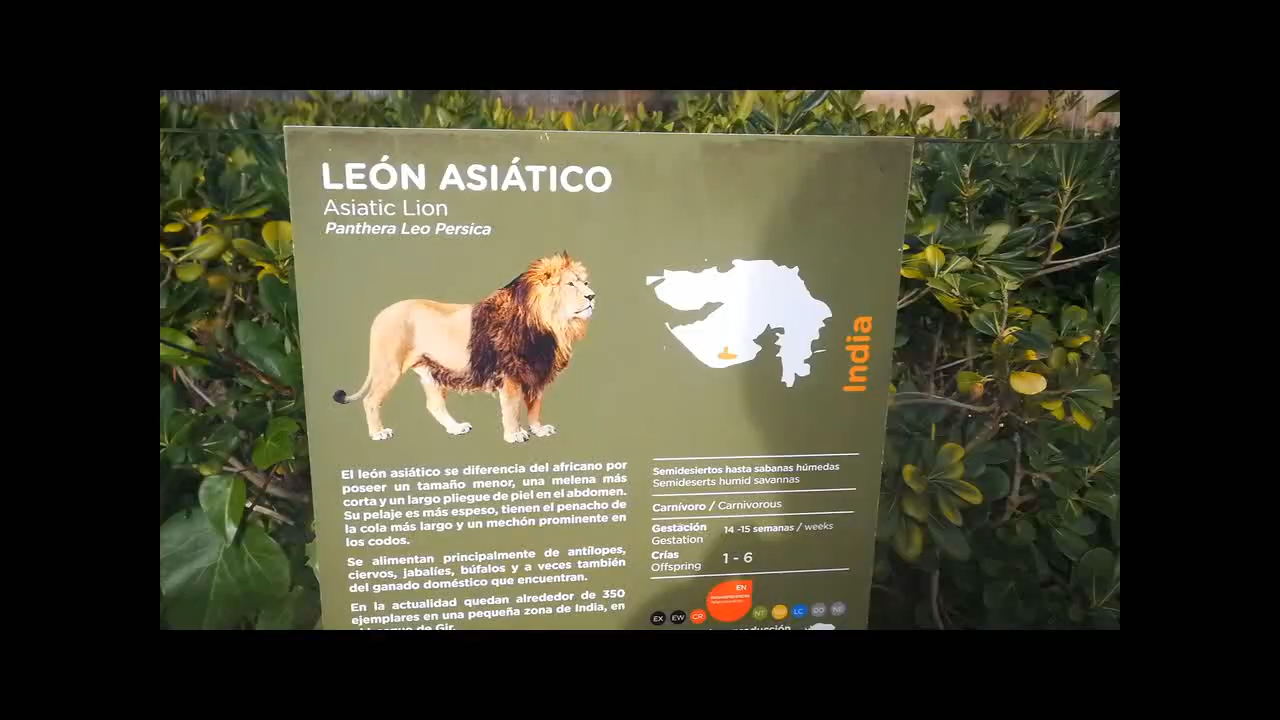 LEÓN ASIÁTICO
Asiatic Lion
Panthera Leo Persica
India
El león asiático se diferencia del africano por
poseer un tamaño menor, una melena más
corta y un largo pliegue de piel en el abdomen.
Su pelaje es más espeso, tienen el penacho de
la cola más largo y un mechón prominente en
los codos.
Se alimentan principalmente de antílopes,
ciervos, jabalíes, búfalos y a veces también
del ganado doméstico que encuentran.
En la actualidad quedan alrededor de 350
ejemplares en una pequeña zona de India, en
de Gir.
Semidesiertos hasta sabanas húmedas
Semideserts humid savannas
Carnívoro / Carnivorous
Gestación 14 -15 semanas / weeks
Gestation
Crías 1 - 6
Offspring
EN
EX EW CR NT LC DD NE